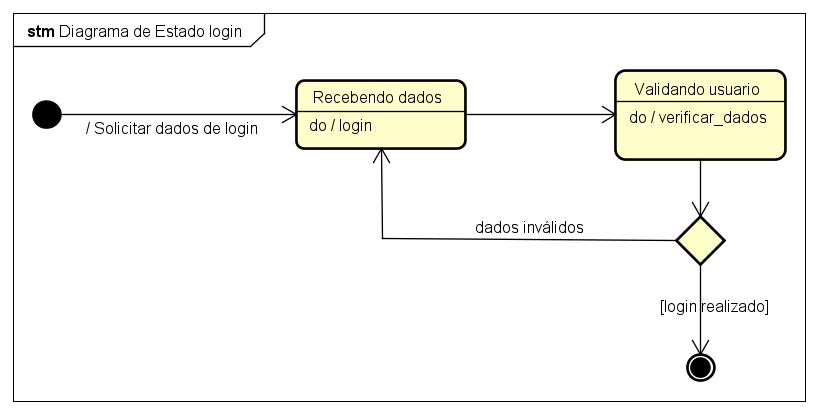 stm Diagrama de Estado login
Recebendo dados
do / login
Validando usuario
do / verificar_dados
/ Solicitar dados de login
dados inválidos
[login realizado]